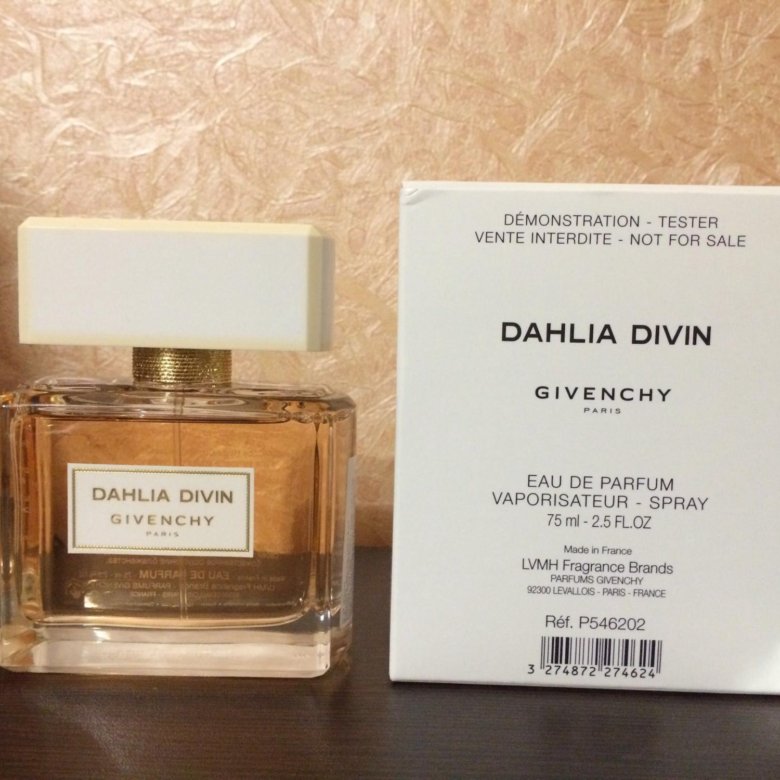 DAHLIA DIVIN
GIVENCHY
PARIS
DÉMONSTRATION - TESTER
VENTE INTERDITE - NOT FOR SALE
DAHLIA DIVIN
GIVENCHY
PARIS
EAU DE PARFUM
VAPORISATEUR - SPRAY
75 ml - 2.5 FL.OZ
Made in France
LVMH Fragrance Brands
PARFUMS GIVENCHY
92300 LEVALLOIS - PARIS - FRANCE
Réf. P546202
3 274872 274624